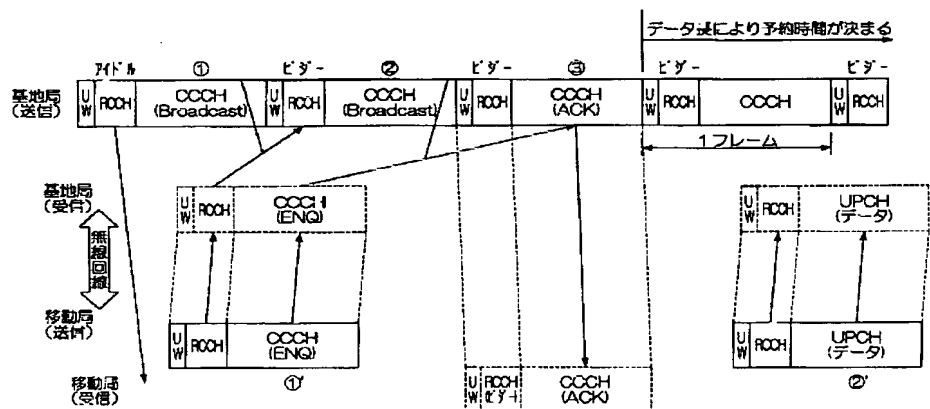 データ長により予約時間が決まる
アイドル ① ビジー ② ビジー ③ ビジー ビジー
基地局
(送信)
UW RCCH CCCH
(Broadcast)
UW RCCH CCCH
(Broadcast)
UW RCCH CCCH
(ACK)
UW RCCH CCCH
UW RCCH
1フレーム
基地局
(受信)
UW RCCH CCCH
(ENQ)
UW RCCH UPCH
(データ)
無線回線
移動局
(送信)
UW RCCH CCCH
(ENQ)
①'
UW RCCH UPCH
(データ)
②'
移動局
(受信)
UW RCCH
(ビジー)
CCCH
(ACK)